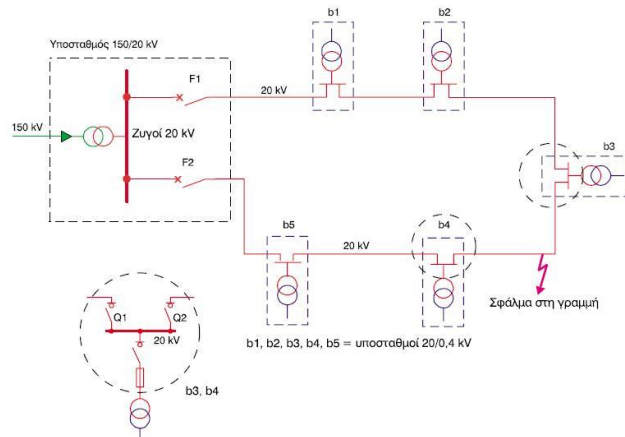 Υποσταθμός 150/20 kV
b1
b2
F1
20 kV
150 kV
Ζυγοί 20 kV
F2
b3
b5
20 kV
b4
Σφάλμα στη γραμμή
Q1
Q2
20 kV
b1, b2, b3, b4, b5 = υποσταθμοί 20/0,4 kV
b3, b4